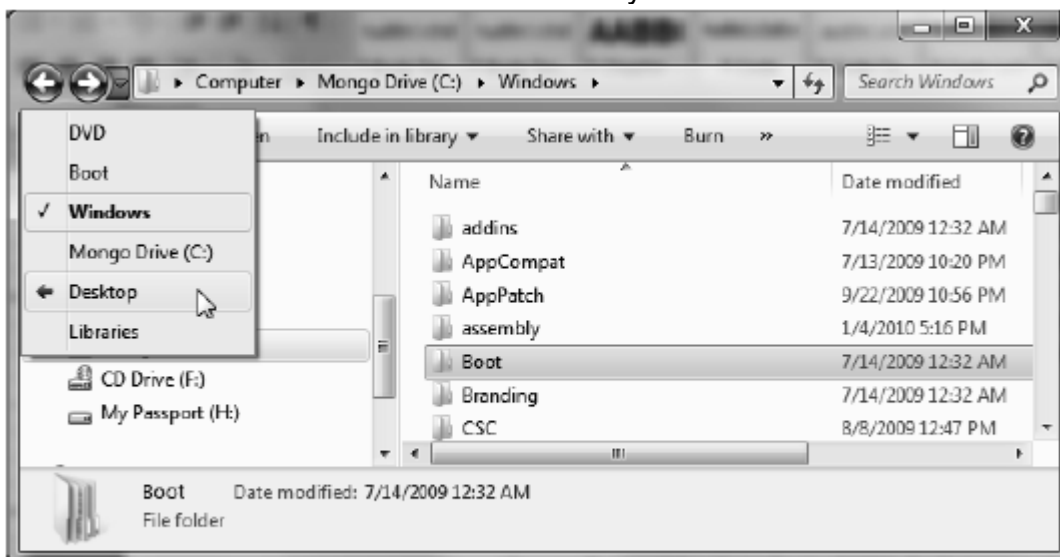 Computer ▸ Mongo Drive (C:) ▸ Windows ▸ Search Windows
DVD
Boot
Windows
Mongo Drive (C:)
Desktop
Libraries
Include in library ▼ Share with ▼ Burn »
Name Date modified
addins 7/14/2009 12:32 AM
AppCompat 7/13/2009 10:20 PM
AppPatch 9/22/2009 10:56 PM
assembly 1/4/2010 5:16 PM
Boot 7/14/2009 12:32 AM
Branding 7/14/2009 12:32 AM
CSC 8/8/2009 12:47 PM
CD Drive (F:)
My Passport (H:)
Boot Date modified: 7/14/2009 12:32 AM
File folder